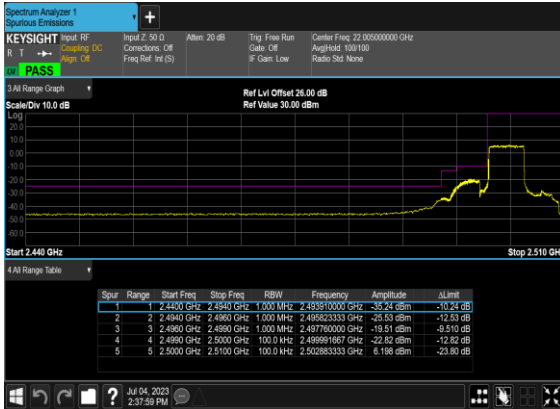 Spectrum Analyzer 1
Spurious Emissions
KEYSIGHT Input: RF Input Z: 50 Ω Atten: 20 dB Trig: Free Run Center Freq: 22.005000000 GHz
R T Coupling: DC Corrections: Off Gate: Off Avg|Hold: 100/100
Align: Off Freq Ref: Int (S) IF Gain: Low Radio Std: None
PASS
3 All Range Graph
Ref Lvl Offset 26.00 dB
Scale/Div 10.0 dB Ref Value 30.00 dBm
Log
20.0
10.0
0.00
-10.0
-20.0
-30.0
-40.0
-50.0
-60.0
Start 2.440 GHz Stop 2.510 GH
4 All Range Table
Spur Range Start Freq Stop Freq RBW Frequency Amplitude ΔLimit
1 1 2.4400 GHz 2.4940 GHz 1.000 MHz 2.493910000 GHz -35.24 dBm -10.24 dB
2 2 2.4940 GHz 2.4960 GHz 1.000 MHz 2.495823333 GHz -25.53 dBm -12.53 dB
3 3 2.4960 GHz 2.4990 GHz 1.000 MHz 2.497760000 GHz -19.51 dBm -9.510 dB
4 4 2.4990 GHz 2.5000 GHz 100.0 kHz 2.499991667 GHz -22.82 dBm -12.82 dB
5 5 2.5000 GHz 2.5100 GHz 100.0 kHz 2.502883333 GHz 6.198 dBm -23.80 dB
Jul 04, 2023
2:37:59 PM